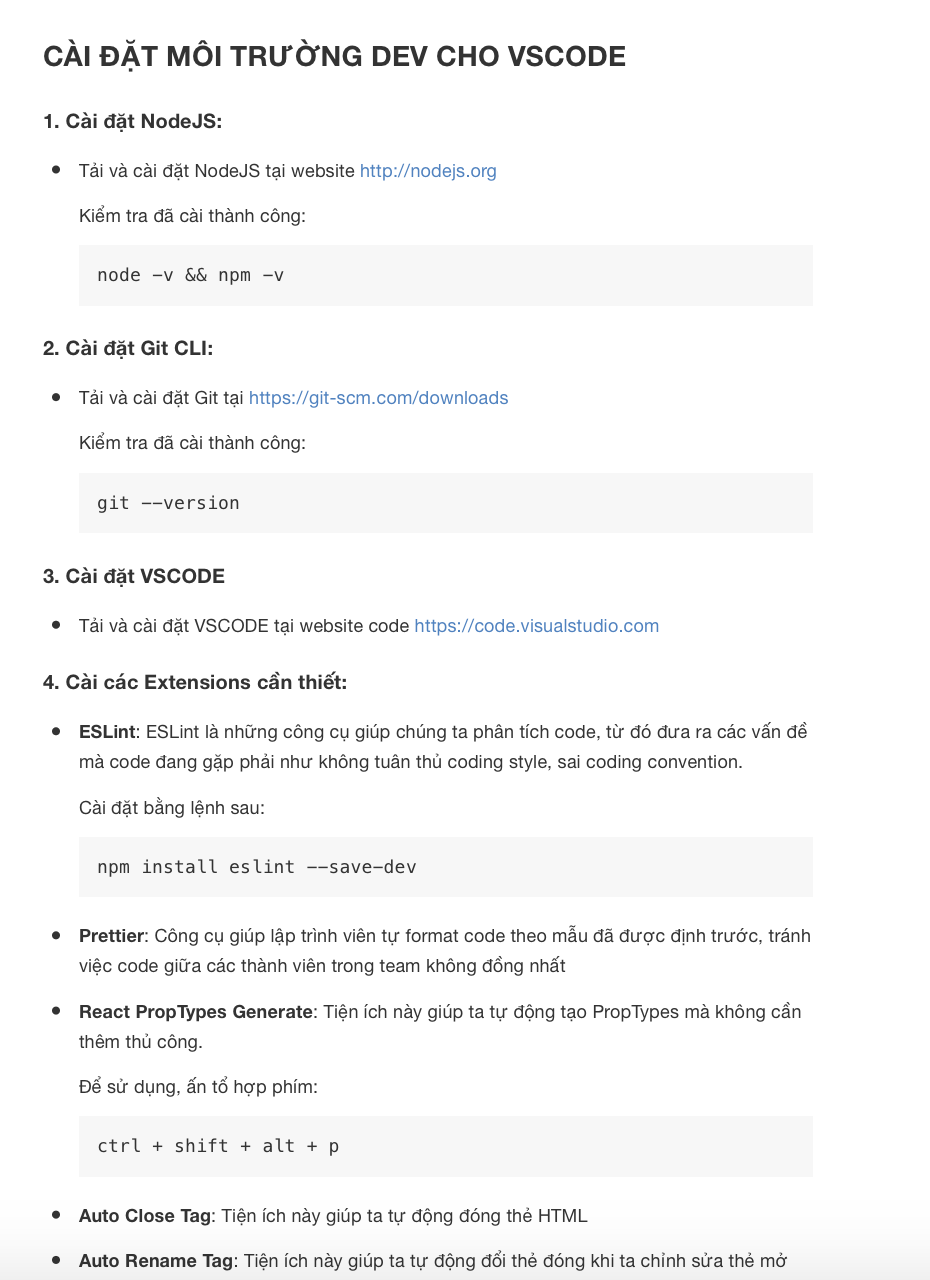 CÀI ĐẶT MÔI TRƯỜNG DEV CHO VSCODE
1. Cài đặt NodeJS:
Tải và cài đặt NodeJS tại website http://nodejs.org
Kiểm tra đã cài thành công:
node -v && npm -v
2. Cài đặt Git CLI:
Tải và cài đặt Git tại https://git-scm.com/downloads
Kiểm tra đã cài thành công:
git --version
3. Cài đặt VSCODE
Tải và cài đặt VSCODE tại website code https://code.visualstudio.com
4. Cài các Extensions cần thiết:
ESLint: ESLint là những công cụ giúp chúng ta phân tích code, từ đó đưa ra các vấn đề
mà code đang gặp phải như không tuân thủ coding style, sai coding convention.
Cài đặt bằng lệnh sau:
npm install eslint --save-dev
Prettier: Công cụ giúp lập trình viên tự format code theo mẫu đã được định trước, tránh
việc code giữa các thành viên trong team không đồng nhất
React PropTypes Generate: Tiện ích này giúp ta tự động tạo PropTypes mà không cần
thêm thủ công.
Để sử dụng, ấn tổ hợp phím:
ctrl + shift + alt + p
Auto Close Tag: Tiện ích này giúp ta tự động đóng thẻ HTML
Auto Rename Tag: Tiện ích này giúp ta tự động đổi thẻ đóng khi ta chỉnh sửa thẻ mở